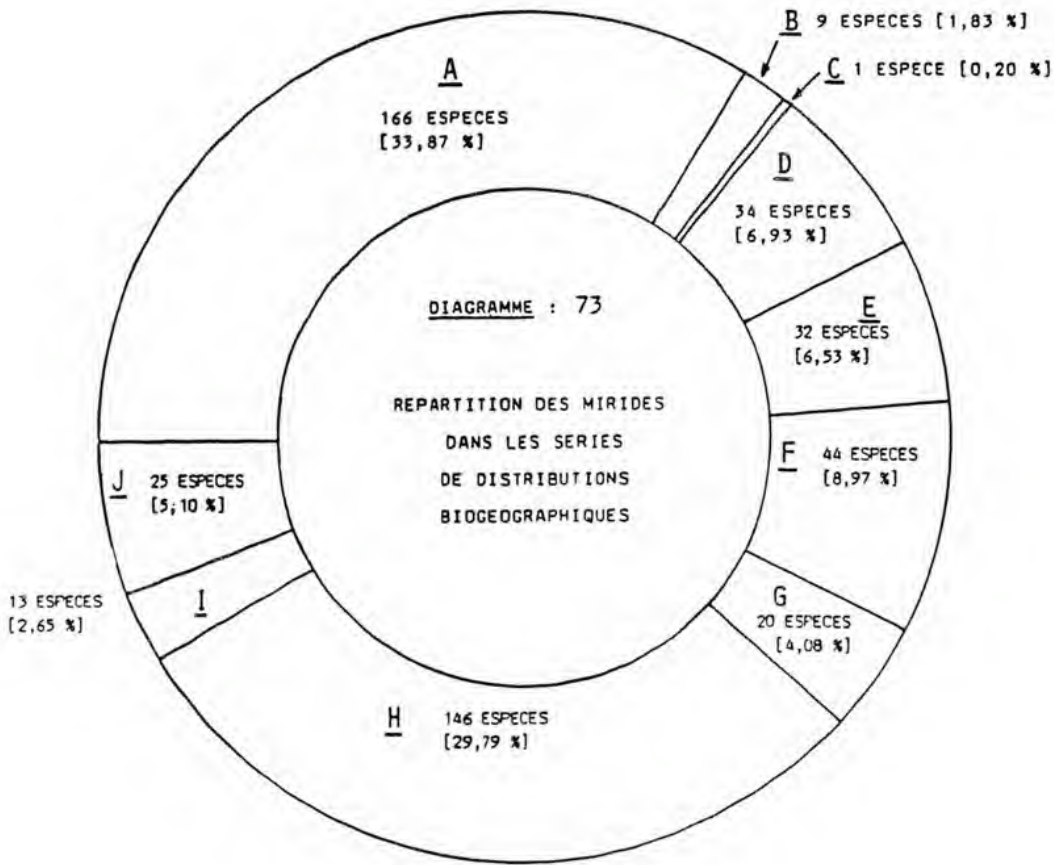 B 9 ESPECES [1,83 %]
C 1 ESPECE [0,20 %]
A
166 ESPECES
[33,87 %]
D
34 ESPECES
[6,93 %]
E
32 ESPECES
[6,53 %]
DIAGRAMME : 73
REPARTITION DES MIRIDES
DANS LES SERIES
DE DISTRIBUTIONS
BIOGEOGRAPHIQUES
F 44 ESPECES
[8,97 %]
J 25 ESPECES
[5,10 %]
G
20 ESPECES
[4,08 %]
I
13 ESPECES
[2,65 %]
H 146 ESPECES
[29,79 %]